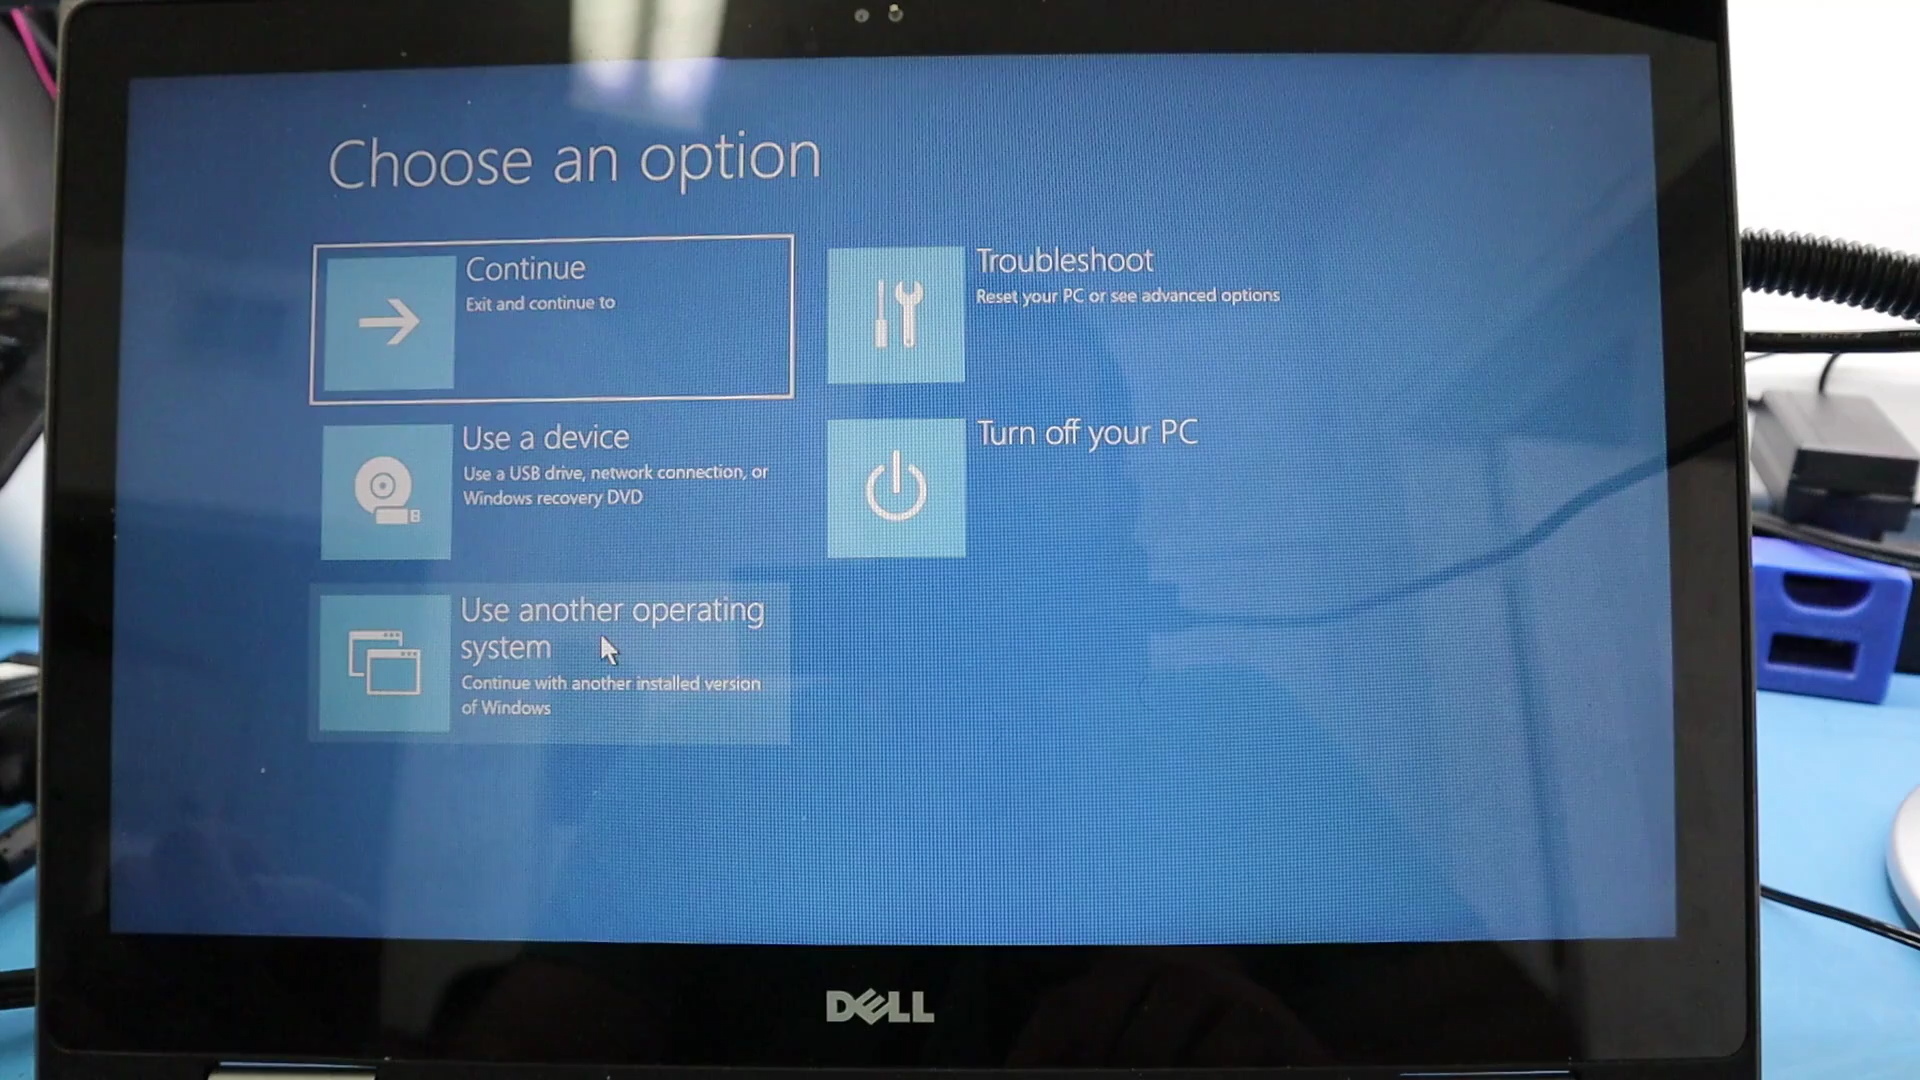 Choose an option
Continue
Exit and continue to
Troubleshoot
Reset your PC or see advanced options
Use a device
Use a USB drive, network connection, or
Windows recovery DVD
Turn off your PC
Use another operating
system
Continue with another installed version
of Windows
DELL